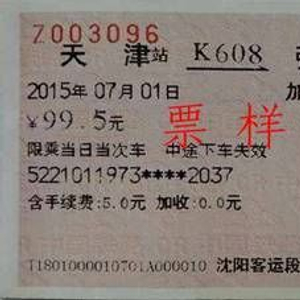 Z003096
天 津站 K608
2015年07月01日 加
￥99.5元 票样
限乘当日当次车 中途下车失效
5221011973****2037
含手续费:5.0元 加收:0.0元
T1801000010701A000010 沈阳客运段